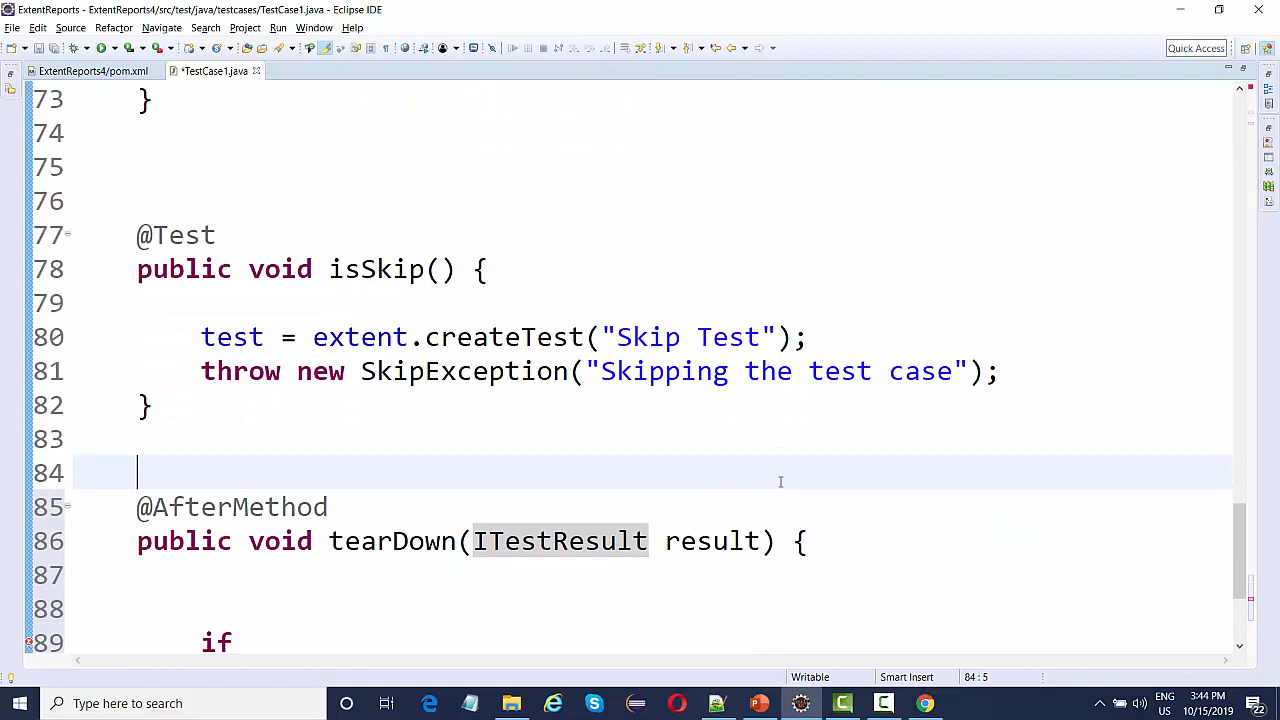 ExtentReports4 - ExtentReports4/src/test/java/testcases/TestCase1.java - Eclipse IDE
File Edit Source Refactor Navigate Search Project Run Window Help
Quick Access
ExtentReports4/pom.xml *TestCase1.java
73 }
74
75
76
77 @Test
78 public void isSkip() {
79
80 test = extent.createTest("Skip Test");
81 throw new SkipException("Skipping the test case");
82 }
83
84
85 @AfterMethod
86 public void tearDown(ITestResult result) {
87
88
89 if
Writable Smart Insert 84 : 5
Type here to search
ENG
US
3:44 PM
10/15/2019
22